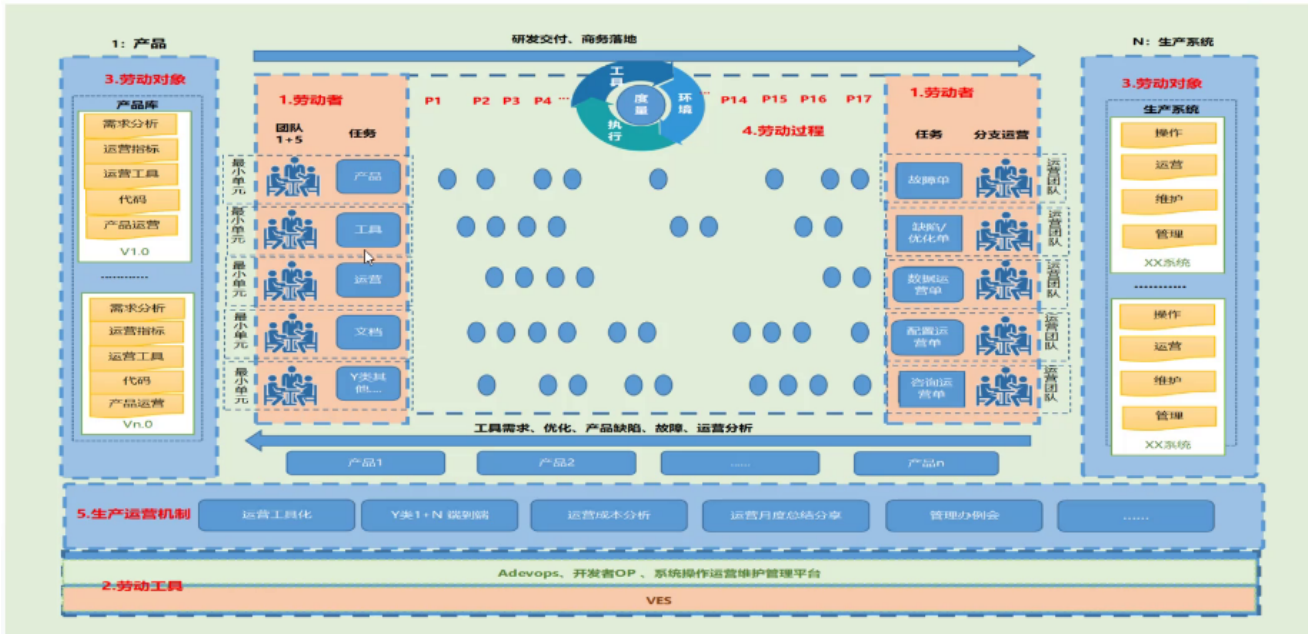 研发交付、商务落地
1: 产品
N: 生产系统
3.劳动对象
产品库
需求分析
运营指标
运营工具
代码
产品运营
V1.0
...........
需求分析
运营指标
运营工具
代码
产品运营
Vn.0
1.劳动者
团队
1+5
任务
最小单元
产品
最小单元
工具
最小单元
运营
最小单元
文档
最小单元
Y类其
他....
P1
P2
P3
P4
...
工具
环境
执行
度量
...
P14
P15
P16
P17
4.劳动过程
1.劳动者
任务
分支运营
故障单
运营团队
缺陷/
优化单
运营团队
数据运
营单
运营团队
配置运
营单
运营团队
咨询运
营单
运营团队
3.劳动对象
生产系统
操作
运营
维护
管理
XX系统
...........
操作
运营
维护
管理
XX系统
工具需求、优化、产品缺陷、故障、运营分析
产品1
产品2
......
产品n
5.生产运营机制
运营工具化
Y类1+N 端到端
运营成本分析
运营月度总结分享
管理办例会
......
2.劳动工具
Adevops、开发者OP 、系统操作运营维护管理平台
VES